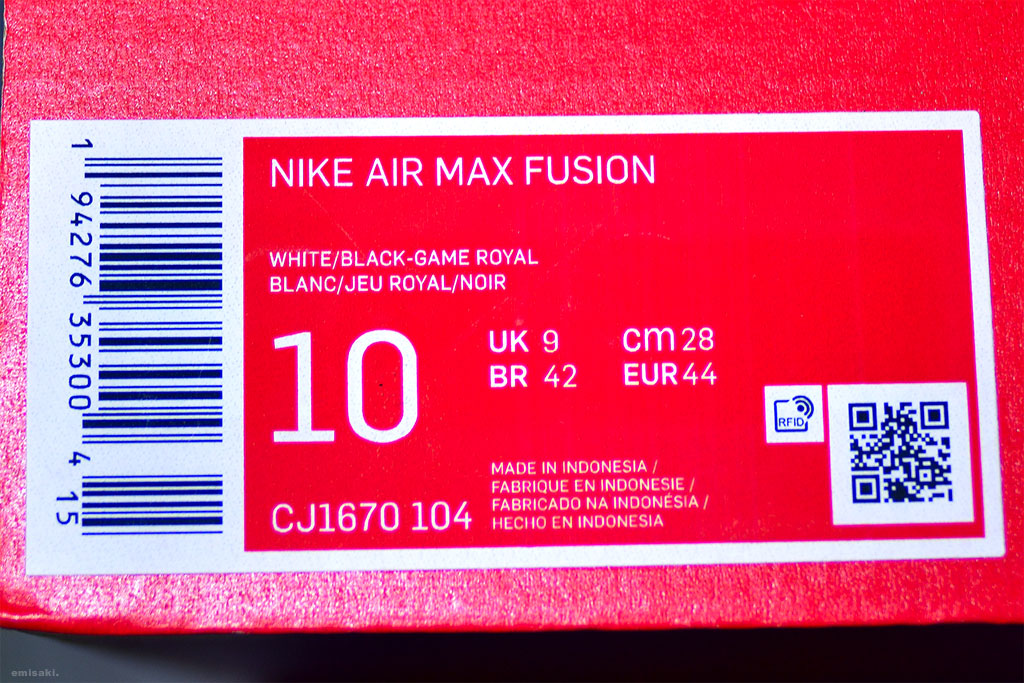 NIKE AIR MAX FUSION
WHITE/BLACK-GAME ROYAL
BLANC/JEU ROYAL/NOIR
10
UK 9 cm 28
BR 42 EUR 44
CJ1670 104
MADE IN INDONESIA /
FABRIQUE EN INDONESIE /
FABRICADO NA INDONÉSIA /
HECHO EN INDONESIA
RFID
1 94276 35300 4 15
emisaki.